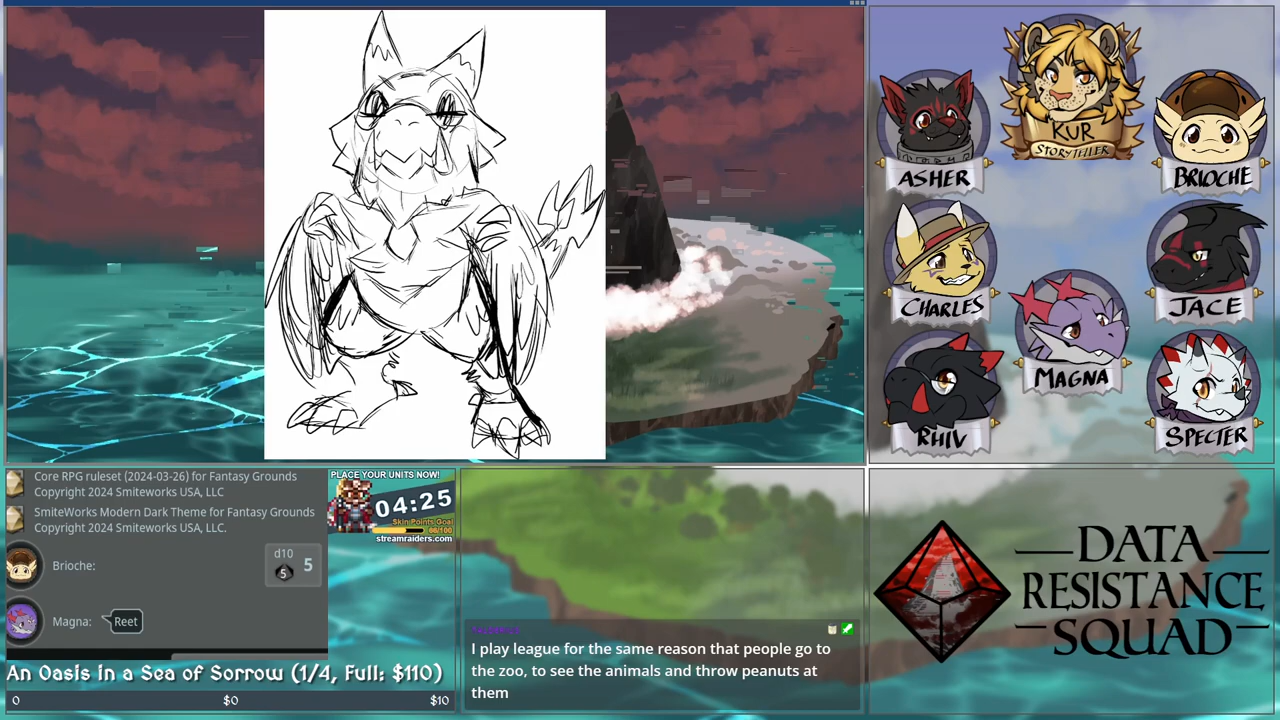 KUR
STORYTELLER
ASHER
BRIOCHE
CHARLES
JACE
MAGNA
RHIV
SPECTER
Core RPG ruleset (2024-03-26) for Fantasy Grounds
Copyright 2024 Smiteworks USA, LLC
SmiteWorks Modern Dark Theme for Fantasy Grounds
Copyright 2024 Smiteworks USA, LLC.
Brioche:
d10
5
5
Magna:
Reet
PLACE YOUR UNITS NOW!
04:25
Skin Points Goal
streamraiders.com
An Oasis in a Sea of Sorrow (1/4, Full: $110)
0
$0
$10
I play league for the same reason that people go to
the zoo, to see the animals and throw peanuts at
them
DATA
RESISTANCE
SQUAD